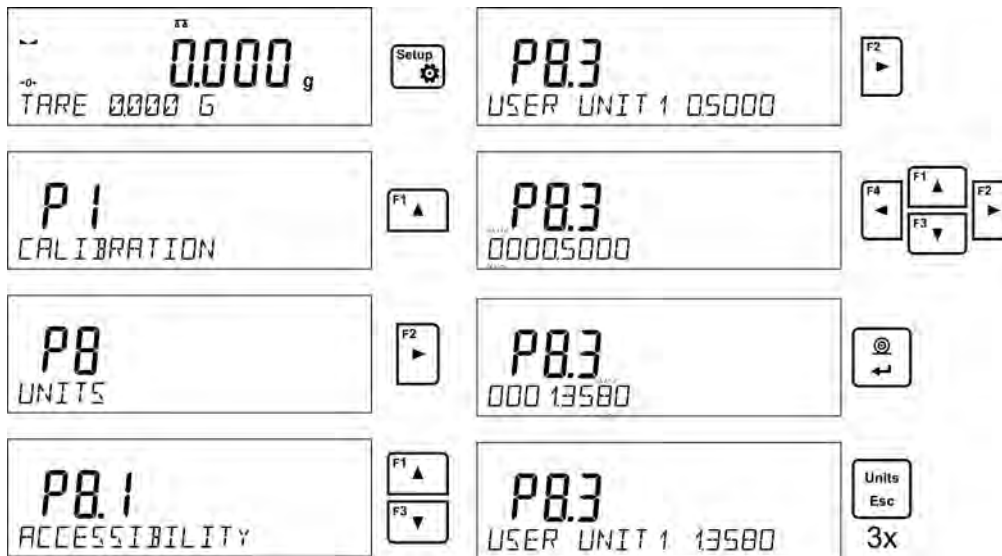 0.000 g
-0-
TARE 0.000 G
Setup
P1
CALIBRATION
F1
P8
UNITS
F2
P8.1
ACCESSIBILITY
F1
F3
P8.3
USER UNIT 1 0.5000
F2
P8.3
0000.5000
F4
F1
F2
F3
P8.3
0001.3580
P8.3
USER UNIT 1 1.3580
Units
Esc
3x